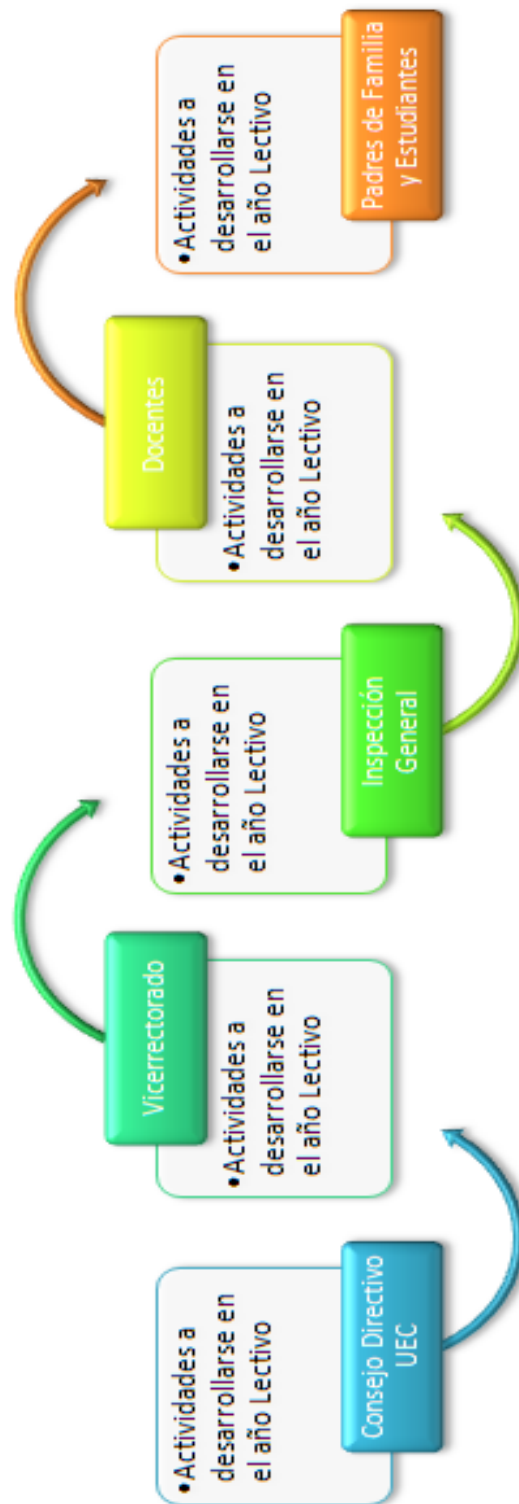 •Actividades a
desarrollarse en
el año Lectivo
Consejo Directivo
UEC
Vicerrectorado
•Actividades a
desarrollarse en
el año Lectivo
•Actividades a
desarrollarse en
el año Lectivo
Inspección
General
Docentes
•Actividades a
desarrollarse en
el año Lectivo
•Actividades a
desarrollarse en
el año Lectivo
Padres de Familia
y Estudiantes